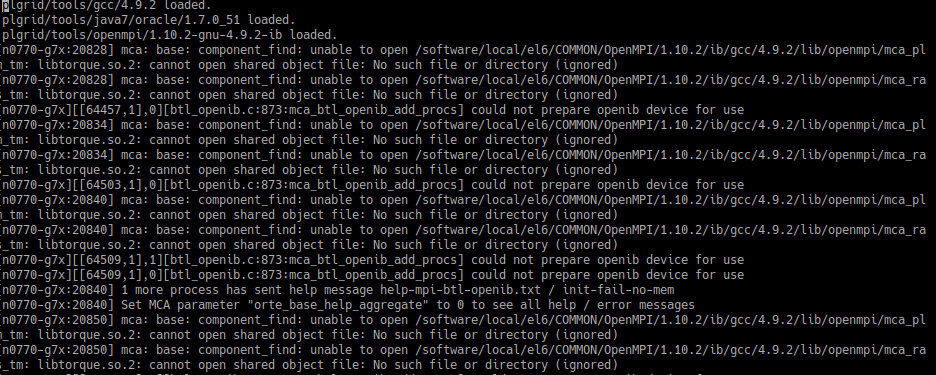 plgrid/tools/gcc/4.9.2 loaded.
plgrid/tools/java7/oracle/1.7.0_51 loaded.
plgrid/tools/openmpi/1.10.2-gnu-4.9.2-ib loaded.
[n0770-g7x:20828] mca: base: component_find: unable to open /software/local/el6/COMMON/OpenMPI/1.10.2/ib/gcc/4.9.2/lib/openmpi/mca_pl
m_tm: libtorque.so.2: cannot open shared object file: No such file or directory (ignored)
[n0770-g7x:20828] mca: base: component_find: unable to open /software/local/el6/COMMON/OpenMPI/1.10.2/ib/gcc/4.9.2/lib/openmpi/mca_ra
s_tm: libtorque.so.2: cannot open shared object file: No such file or directory (ignored)
[n0770-g7x][[64457,1],0][btl_openib.c:873:mca_btl_openib_add_procs] could not prepare openib device for use
[n0770-g7x:20834] mca: base: component_find: unable to open /software/local/el6/COMMON/OpenMPI/1.10.2/ib/gcc/4.9.2/lib/openmpi/mca_pl
m_tm: libtorque.so.2: cannot open shared object file: No such file or directory (ignored)
[n0770-g7x:20834] mca: base: component_find: unable to open /software/local/el6/COMMON/OpenMPI/1.10.2/ib/gcc/4.9.2/lib/openmpi/mca_ra
s_tm: libtorque.so.2: cannot open shared object file: No such file or directory (ignored)
[n0770-g7x][[64503,1],0][btl_openib.c:873:mca_btl_openib_add_procs] could not prepare openib device for use
[n0770-g7x:20840] mca: base: component_find: unable to open /software/local/el6/COMMON/OpenMPI/1.10.2/ib/gcc/4.9.2/lib/openmpi/mca_pl
m_tm: libtorque.so.2: cannot open shared object file: No such file or directory (ignored)
[n0770-g7x:20840] mca: base: component_find: unable to open /software/local/el6/COMMON/OpenMPI/1.10.2/ib/gcc/4.9.2/lib/openmpi/mca_ra
s_tm: libtorque.so.2: cannot open shared object file: No such file or directory (ignored)
[n0770-g7x][[64509,1],1][btl_openib.c:873:mca_btl_openib_add_procs] could not prepare openib device for use
[n0770-g7x][[64509,1],0][btl_openib.c:873:mca_btl_openib_add_procs] could not prepare openib device for use
[n0770-g7x:20840] 1 more process has sent help message help-mpi-btl-openib.txt / init-fail-no-mem
[n0770-g7x:20840] Set MCA parameter "orte_base_help_aggregate" to 0 to see all help / error messages
[n0770-g7x:20850] mca: base: component_find: unable to open /software/local/el6/COMMON/OpenMPI/1.10.2/ib/gcc/4.9.2/lib/openmpi/mca_pl
m_tm: libtorque.so.2: cannot open shared object file: No such file or directory (ignored)
[n0770-g7x:20850] mca: base: component_find: unable to open /software/local/el6/COMMON/OpenMPI/1.10.2/ib/gcc/4.9.2/lib/openmpi/mca_ra
s_tm: libtorque.so.2: cannot open shared object file: No such file or directory (ignored)